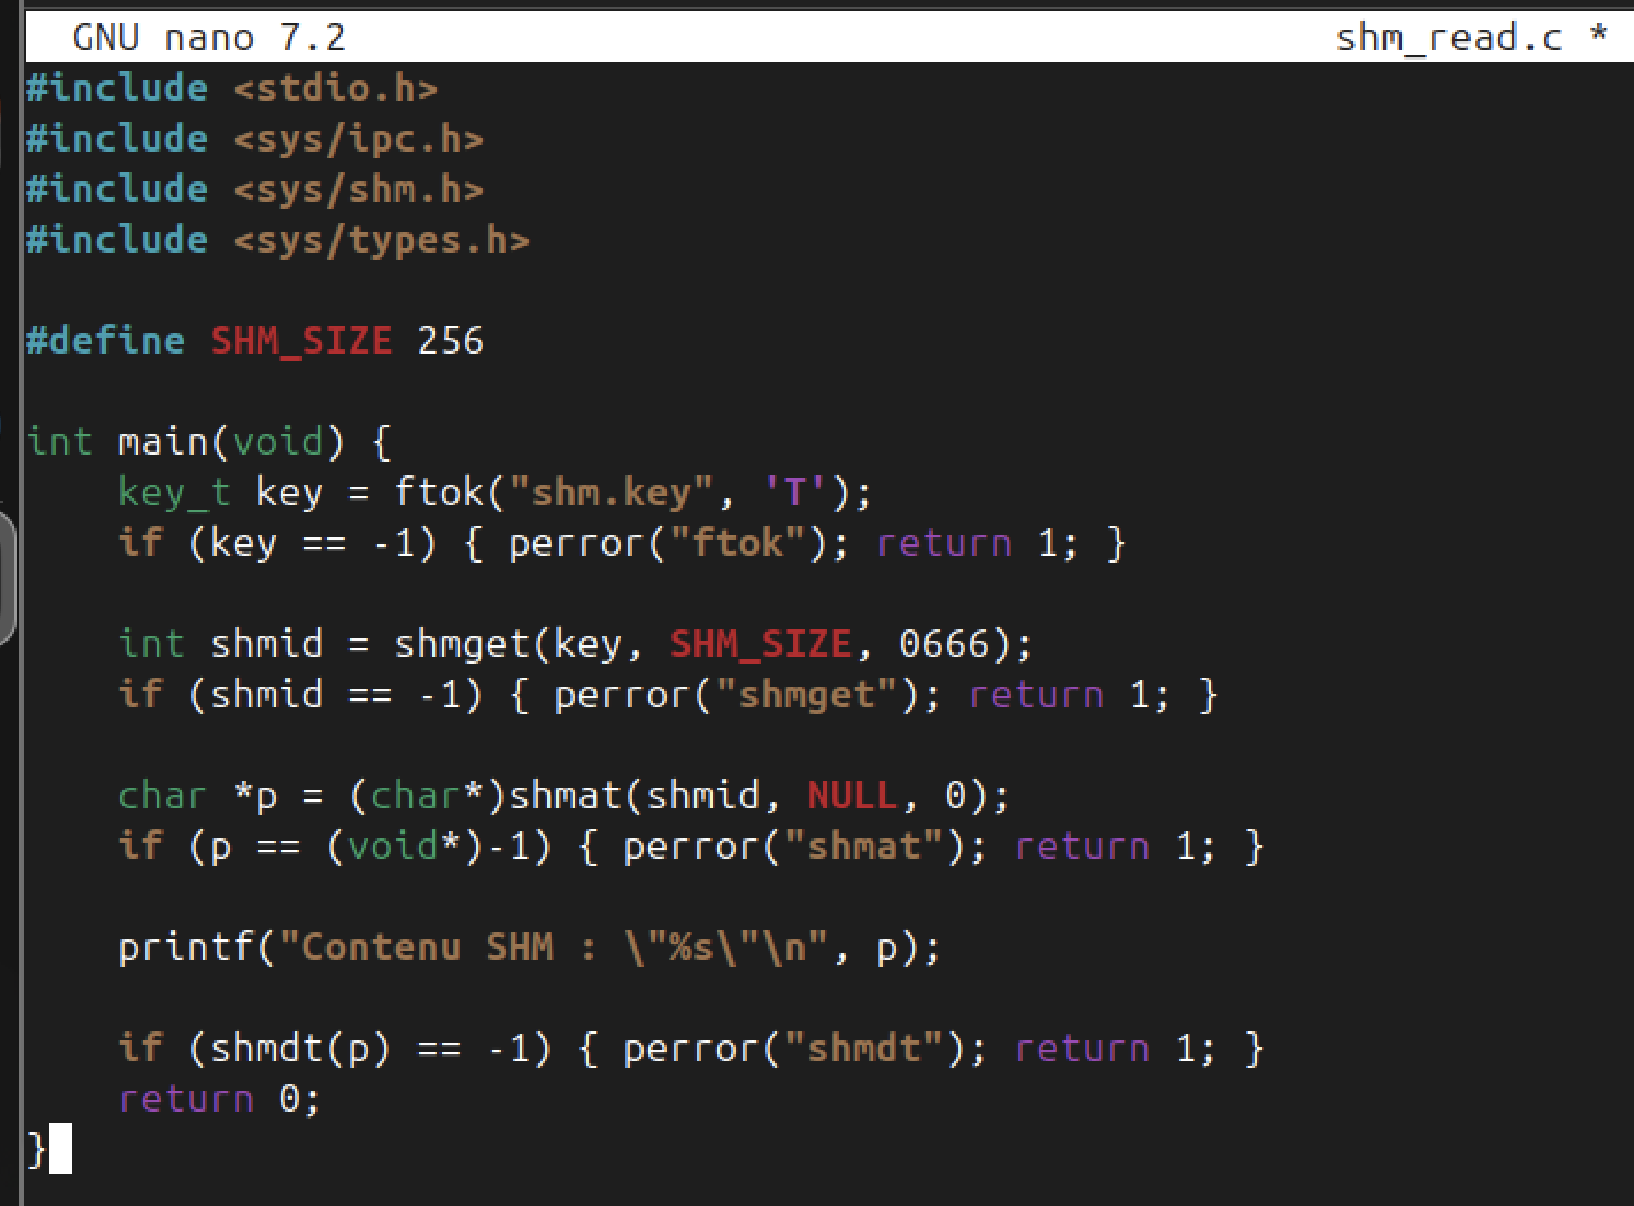 GNU nano 7.2 shm_read.c *
#include <stdio.h>
#include <sys/ipc.h>
#include <sys/shm.h>
#include <sys/types.h>
#define SHM_SIZE 256
int main(void) {
    key_t key = ftok("shm.key", 'T');
    if (key == -1) { perror("ftok"); return 1; }
    int shmid = shmget(key, SHM_SIZE, 0666);
    if (shmid == -1) { perror("shmget"); return 1; }
    char *p = (char*)shmat(shmid, NULL, 0);
    if (p == (void*)-1) { perror("shmat"); return 1; }
    printf("Contenu SHM : \"%s\"\n", p);
    if (shmdt(p) == -1) { perror("shmdt"); return 1; }
    return 0;
}